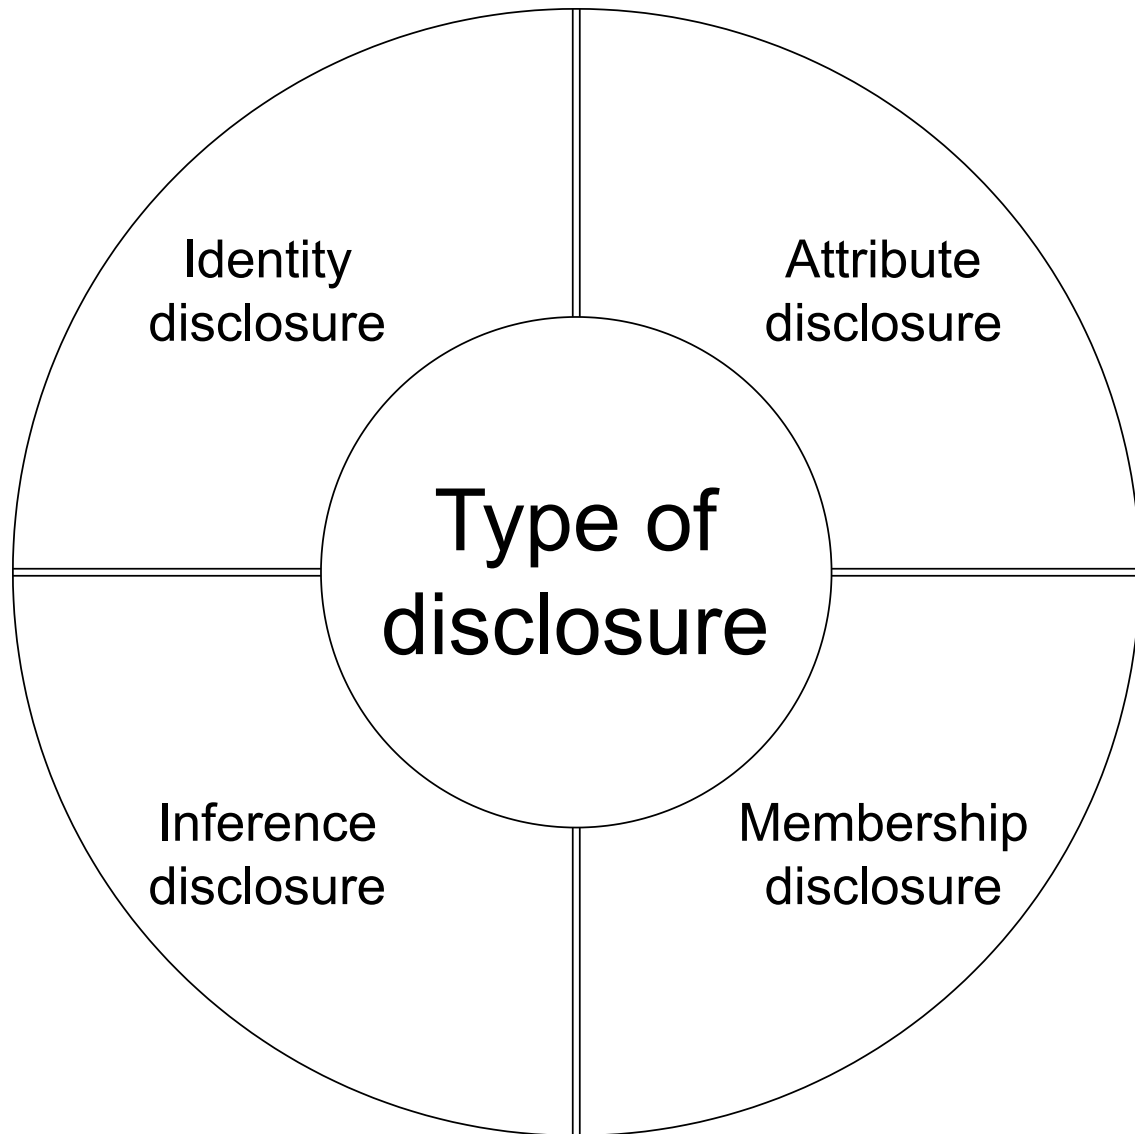 Identity
disclosure
Attribute
disclosure
Type of
disclosure
Inference
disclosure
Membership
disclosure